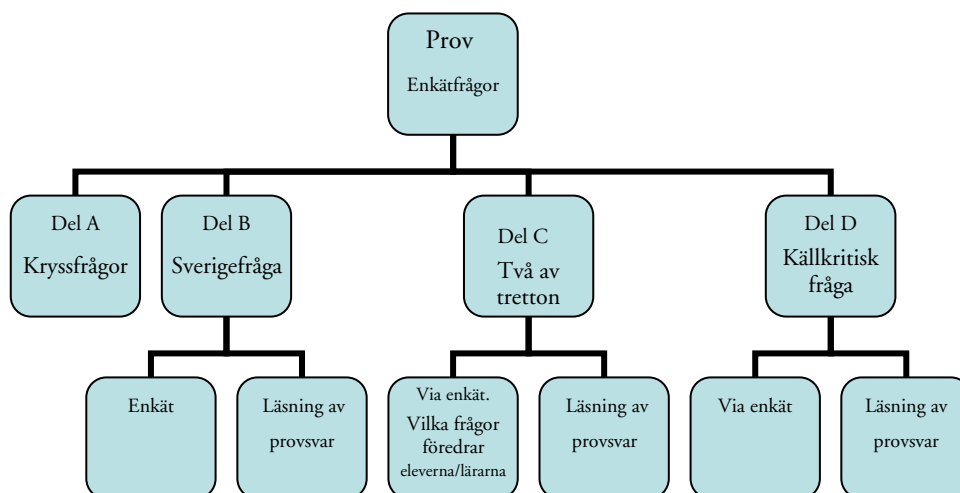 Prov
Enkätfrågor
Del A
Kryssfrågor
Del B
Sverigefråga
Del C
Två av
tretton
Del D
Källkritisk
fråga
Enkät
Läsning av
provsvar
Via enkät.
Vilka frågor
föredrar
eleverna/lärarna
Läsning av
provsvar
Via enkät
Läsning av
provsvar